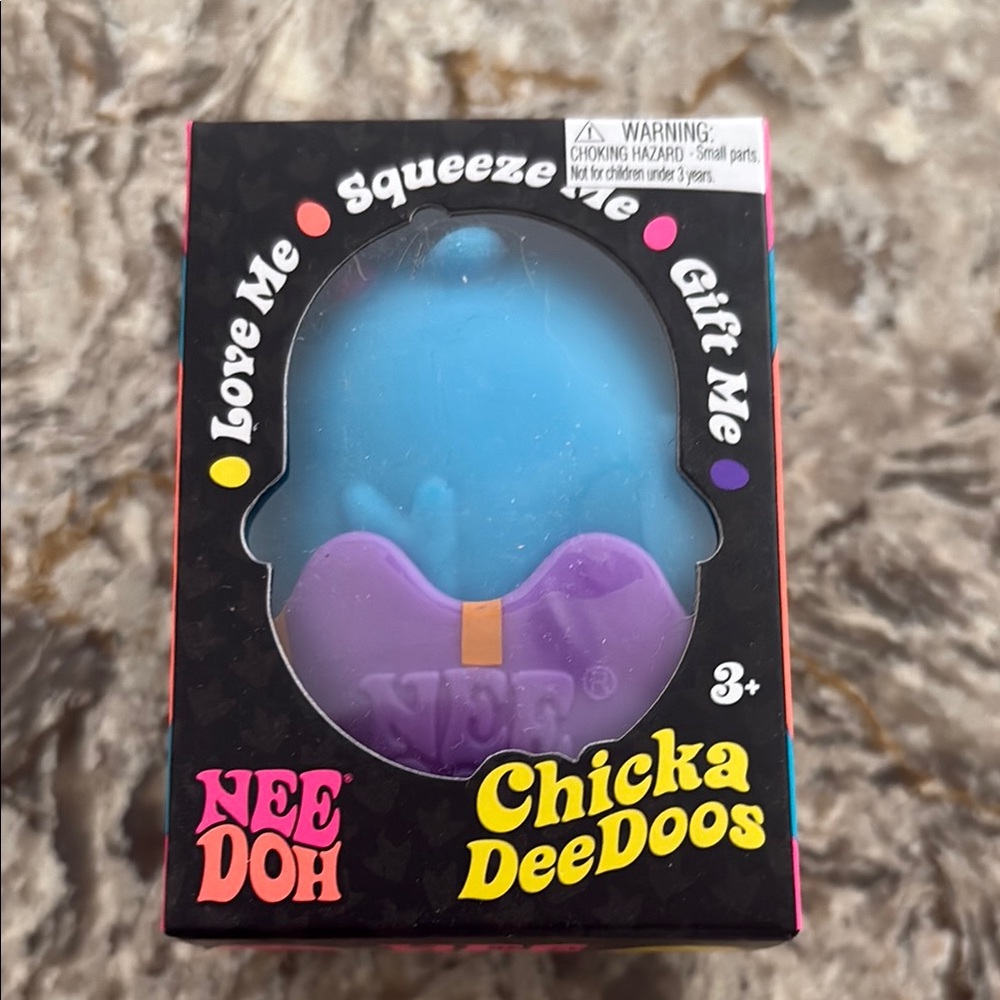 WARNING:
CHOKING HAZARD - Small parts.
Not for children under 3 years.
Love Me
Squeeze Me
Gift Me
NEE®
3+
NEE®
DOH
Chicka
DeeDoos